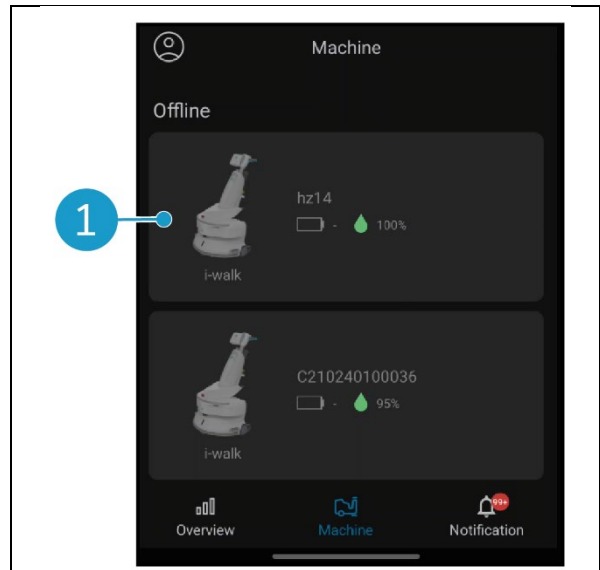 Machine
Offline
1
hz14
- 100%
i-walk
C210240100036
- 95%
i-walk
99+
Overview Machine Notification